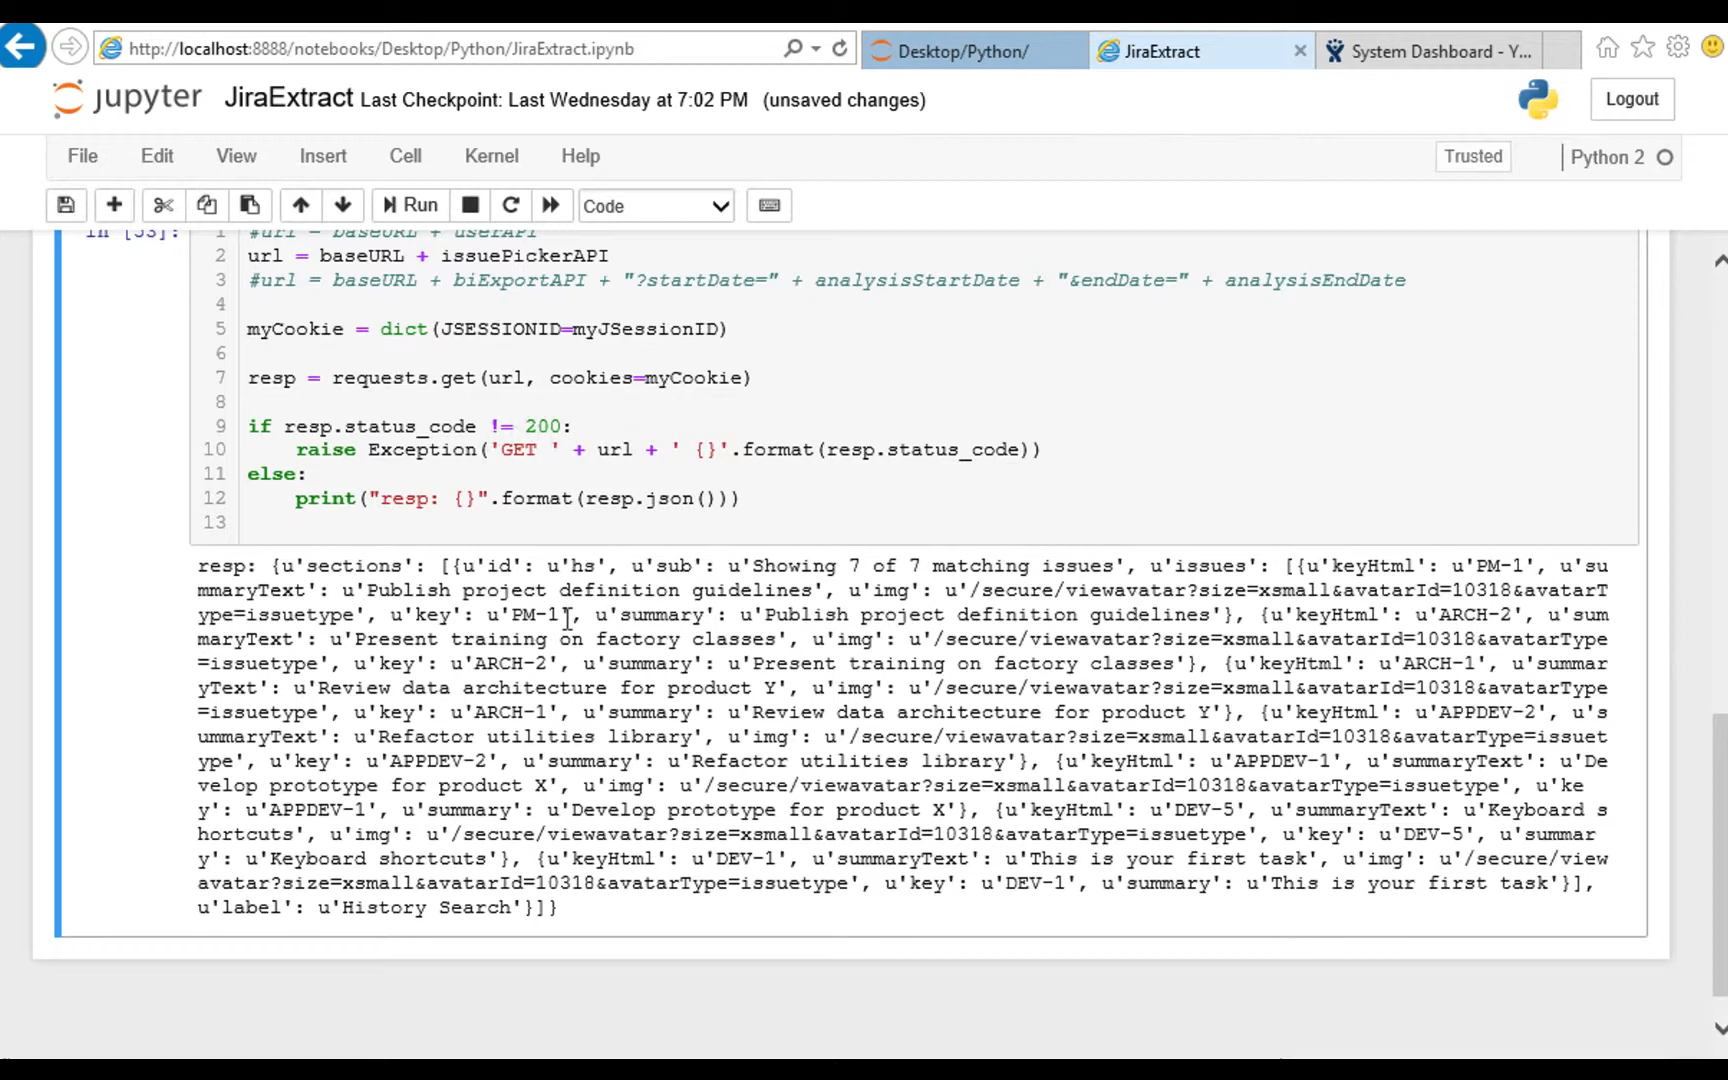 http://localhost:8888/notebooks/Desktop/Python/JiraExtract.ipynb
Desktop/Python/
JiraExtract
System Dashboard - Y...
jupyter JiraExtract Last Checkpoint: Last Wednesday at 7:02 PM (unsaved changes)
Logout
File Edit View Insert Cell Kernel Help
Trusted
Python 2
Run
Code
In [53]:
1 #url = baseURL + userAPI
2 url = baseURL + issuePickerAPI
3 #url = baseURL + biExportAPI + "?startDate=" + analysisStartDate + "&endDate=" + analysisEndDate
4
5 myCookie = dict(JSESSIONID=myJSessionID)
6
7 resp = requests.get(url, cookies=myCookie)
8
9 if resp.status_code != 200:
10 raise Exception('GET ' + url + ' {}'.format(resp.status_code))
11 else:
12 print("resp: {}".format(resp.json()))
13
resp: {u'sections': [{u'id': u'hs', u'sub': u'Showing 7 of 7 matching issues', u'issues': [{u'keyHtml': u'PM-1', u'su
mmaryText': u'Publish project definition guidelines', u'img': u'/secure/viewavatar?size=xsmall&avatarId=10318&avatarT
ype=issuetype', u'key': u'PM-1', u'summary': u'Publish project definition guidelines'}, {u'keyHtml': u'ARCH-2', u'sum
maryText': u'Present training on factory classes', u'img': u'/secure/viewavatar?size=xsmall&avatarId=10318&avatarType
=issuetype', u'key': u'ARCH-2', u'summary': u'Present training on factory classes'}, {u'keyHtml': u'ARCH-1', u'summar
yText': u'Review data architecture for product Y', u'img': u'/secure/viewavatar?size=xsmall&avatarId=10318&avatarType
=issuetype', u'key': u'ARCH-1', u'summary': u'Review data architecture for product Y'}, {u'keyHtml': u'APPDEV-2', u's
ummaryText': u'Refactor utilities library', u'img': u'/secure/viewavatar?size=xsmall&avatarId=10318&avatarType=issuet
ype', u'key': u'APPDEV-2', u'summary': u'Refactor utilities library'}, {u'keyHtml': u'APPDEV-1', u'summaryText': u'De
velop prototype for product X', u'img': u'/secure/viewavatar?size=xsmall&avatarId=10318&avatarType=issuetype', u'ke
y': u'APPDEV-1', u'summary': u'Develop prototype for product X'}, {u'keyHtml': u'DEV-5', u'summaryText': u'Keyboard s
hortcuts', u'img': u'/secure/viewavatar?size=xsmall&avatarId=10318&avatarType=issuetype', u'key': u'DEV-5', u'summar
y': u'Keyboard shortcuts'}, {u'keyHtml': u'DEV-1', u'summaryText': u'This is your first task', u'img': u'/secure/view
avatar?size=xsmall&avatarId=10318&avatarType=issuetype', u'key': u'DEV-1', u'summary': u'This is your first task'}],
u'label': u'History Search'}]}